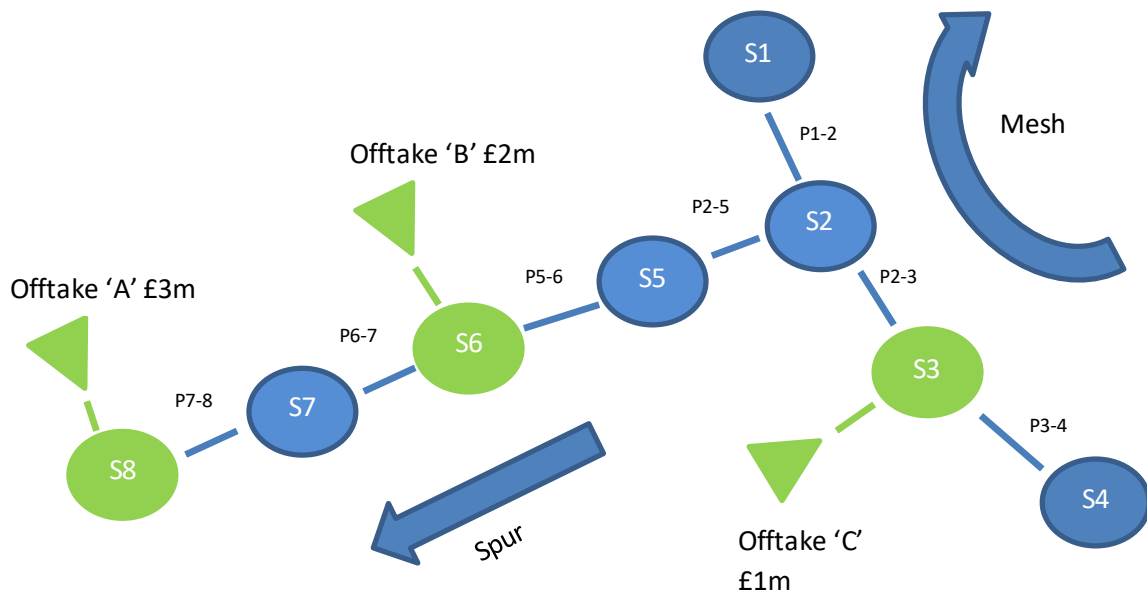 S1
Mesh
P1-2
Offtake ‘B’ £2m
P2-5
S2
P5-6
S5
P2-3
Offtake ‘A’ £3m
P6-7
S6
S3
P7-8
S7
P3-4
S8
S4
Spur
Offtake ‘C’
£1m